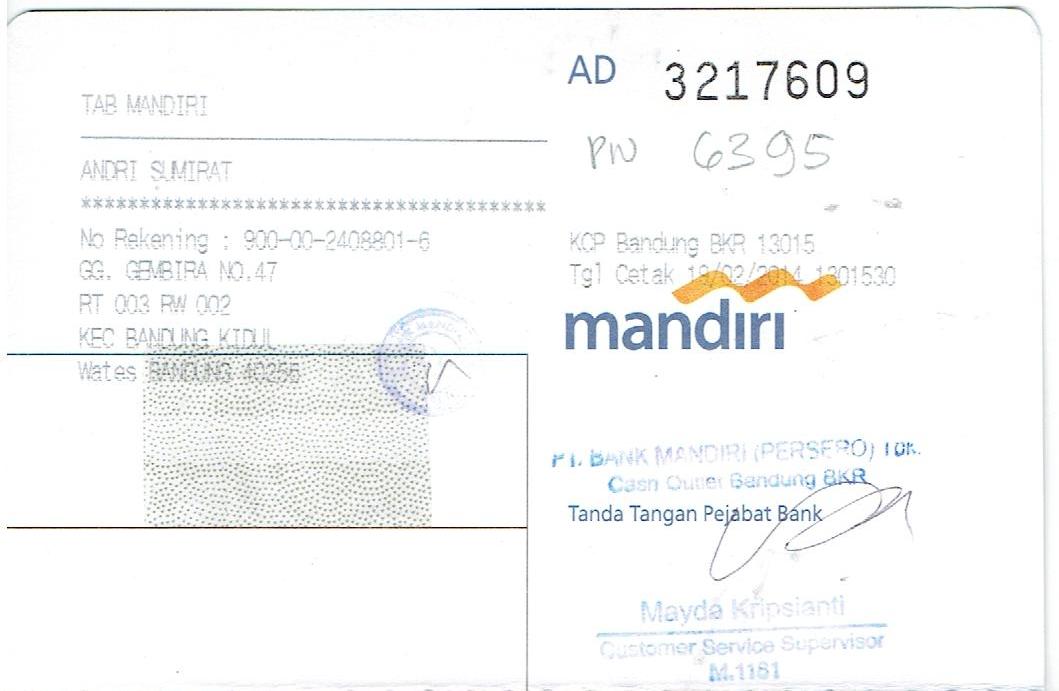 TAB MANDIRI
ANDRI SUMIRAT
****************************************
No Rekening : 900-00-2408801-6
GG. GEMBIRA NO.47
RT 003 RW 002
KEC BANDUNG KIDUL
Wates BANDUNG 40256
AD 3217609
PIN 6395
KCP Bandung BKR 13015
Tgl Cetak 18/02/2014 1301530
mandiri
PT. BANK MANDIRI (PERSERO) Tbk.
Cash Outlet Bandung BKR
Tanda Tangan Pejabat Bank
Mayda Kripsianti
Customer Service Supervisor
M.1161